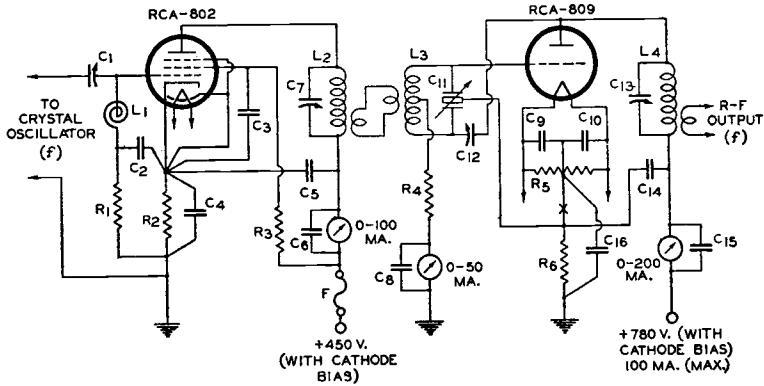 RCA-802
RCA-809
C1
L1
TO
CRYSTAL
OSCILLATOR
(f)
C2
R1
R2
C4
C3
L2
C7
C5
C6
R3
0-100
MA.
F
+450 V.
(WITH CATHODE
BIAS)
L3
C11
C12
R4
C8
0-50
MA.
C9
C10
R5
X
R6
C16
L4
C13
R-F
OUTPUT
(f)
C14
0-200
MA.
C15
+780 V. (WITH
CATHODE BIAS)
100 MA. (MAX.)